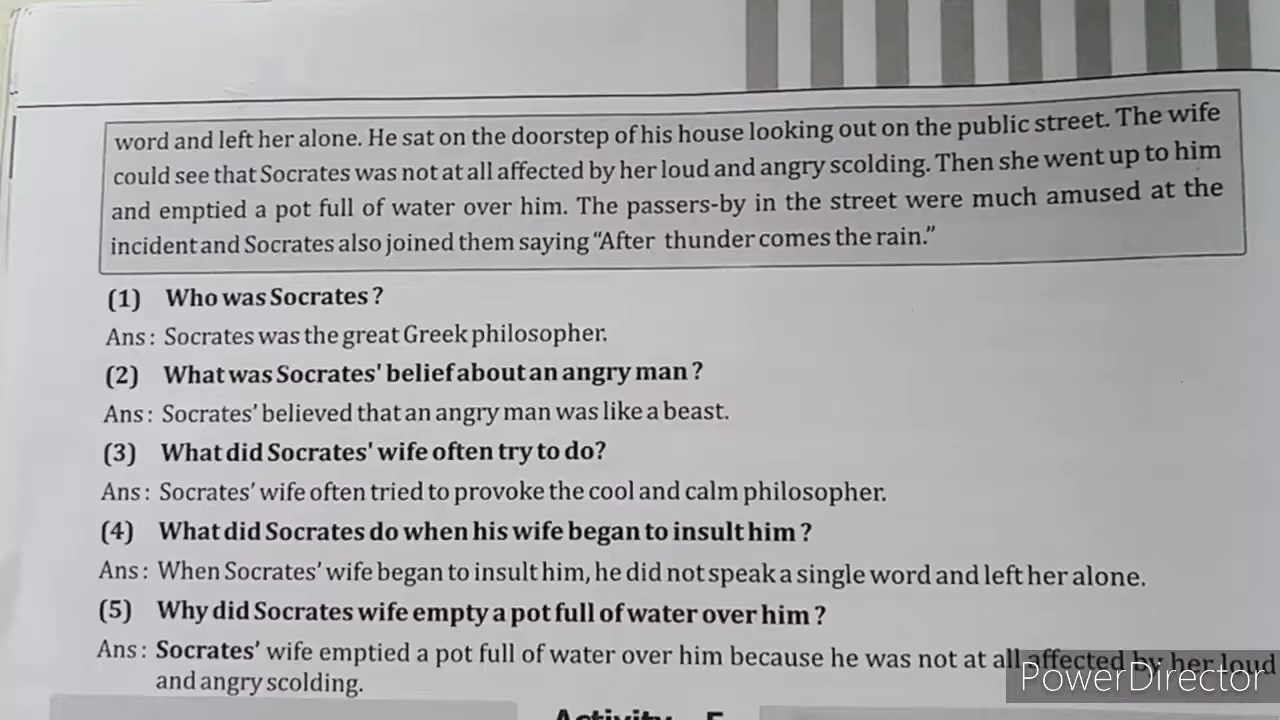 word and left her alone. He sat on the doorstep of his house looking out on the public street. The wife
could see that Socrates was not at all affected by her loud and angry scolding. Then she went up to him
and emptied a pot full of water over him. The passers-by in the street were much amused at the
incident and Socrates also joined them saying “After thunder comes the rain.”
(1) Who was Socrates ?
Ans : Socrates was the great Greek philosopher.
(2) What was Socrates' belief about an angry man ?
Ans : Socrates’ believed that an angry man was like a beast.
(3) What did Socrates' wife often try to do?
Ans : Socrates’ wife often tried to provoke the cool and calm philosopher.
(4) What did Socrates do when his wife began to insult him ?
Ans : When Socrates’ wife began to insult him, he did not speak a single word and left her alone.
(5) Why did Socrates wife empty a pot full of water over him ?
Ans : Socrates’ wife emptied a pot full of water over him because he was not at all affected by her loud
and angry scolding.
PowerDirector
Activity - 5